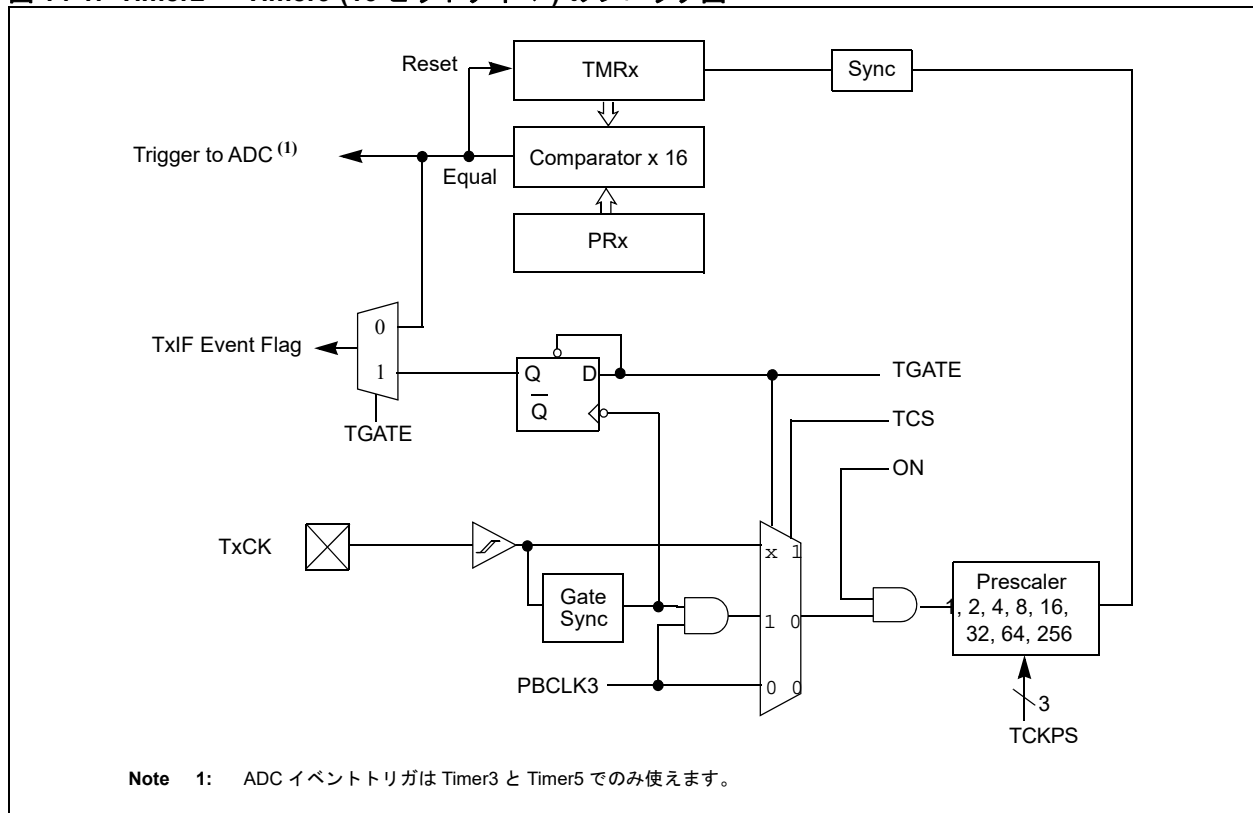 Reset
TMRx
Sync
Trigger to ADC (1)
Equal
Comparator x 16
PRx
0
1
TxIF Event Flag
TGATE
Q D
Q
TGATE
TCS
ON
TxCK
x 1
1 0
0 0
Gate
Sync
PBCLK3
Prescaler
1, 2, 4, 8, 16,
32, 64, 256
3
TCKPS
Note 1: ADC イベントトリガは Timer3 と Timer5 でのみ使えます。